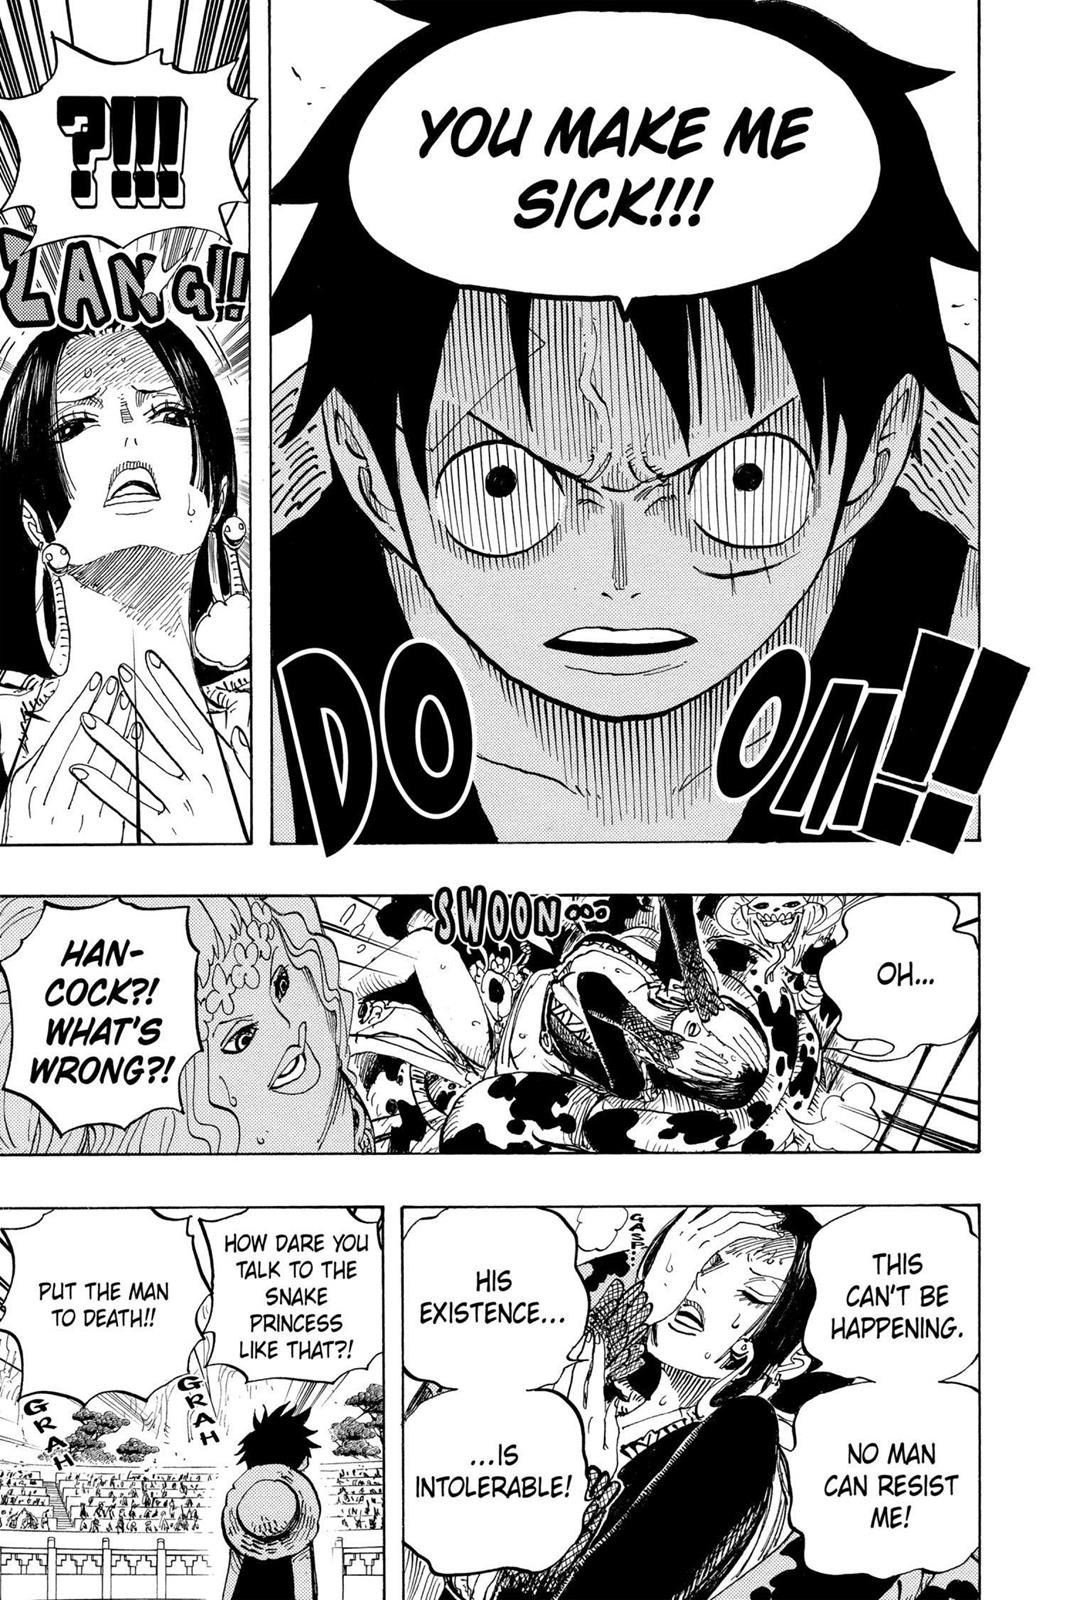 YOU MAKE ME
SICK!!!
DO
OM!!
?!!!
ZANG!!
OH...
SWOON...
HAN-
COCK?!
WHAT'S
WRONG?!
THIS
CAN'T BE
HAPPENING.
NO MAN
CAN RESIST
ME!
GASP...
HIS
EXISTENCE...
...IS
INTOLERABLE!
HOW DARE YOU
TALK TO THE
SNAKE
PRINCESS
LIKE THAT?!
PUT THE MAN
TO DEATH!!
GRAH
GRAH